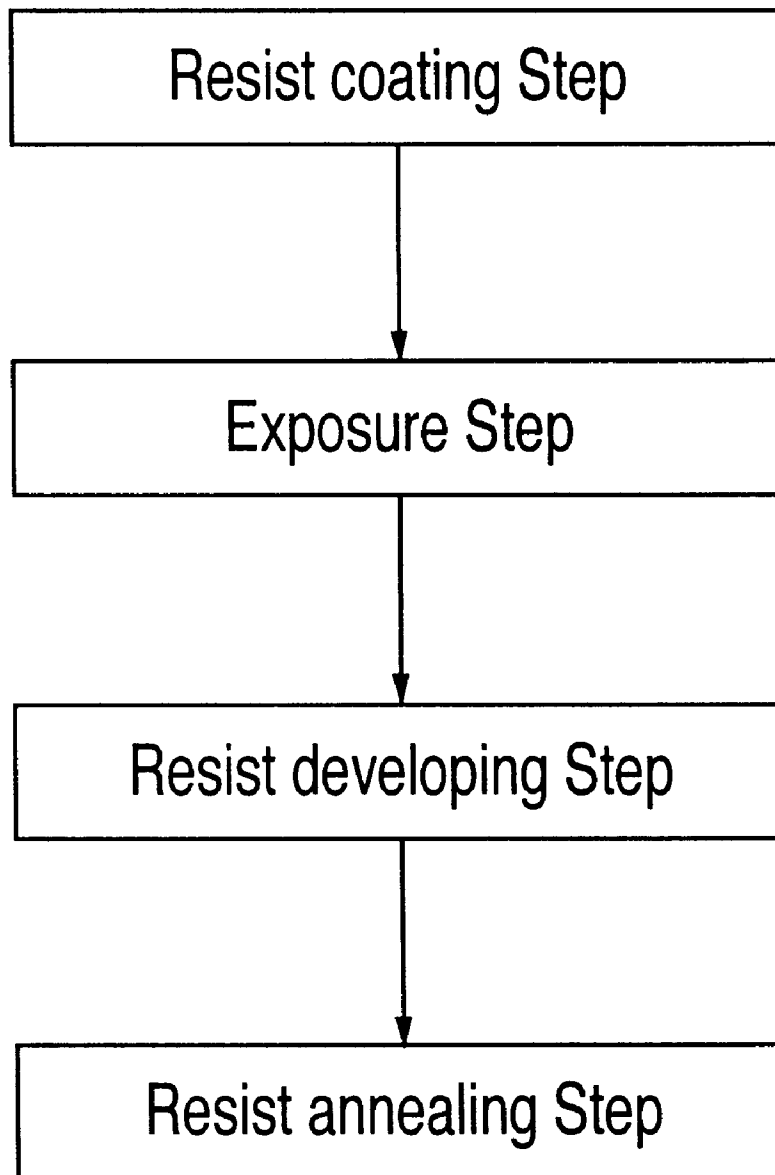 Resist coating Step
Exposure Step
Resist developing Step
Resist annealing Step